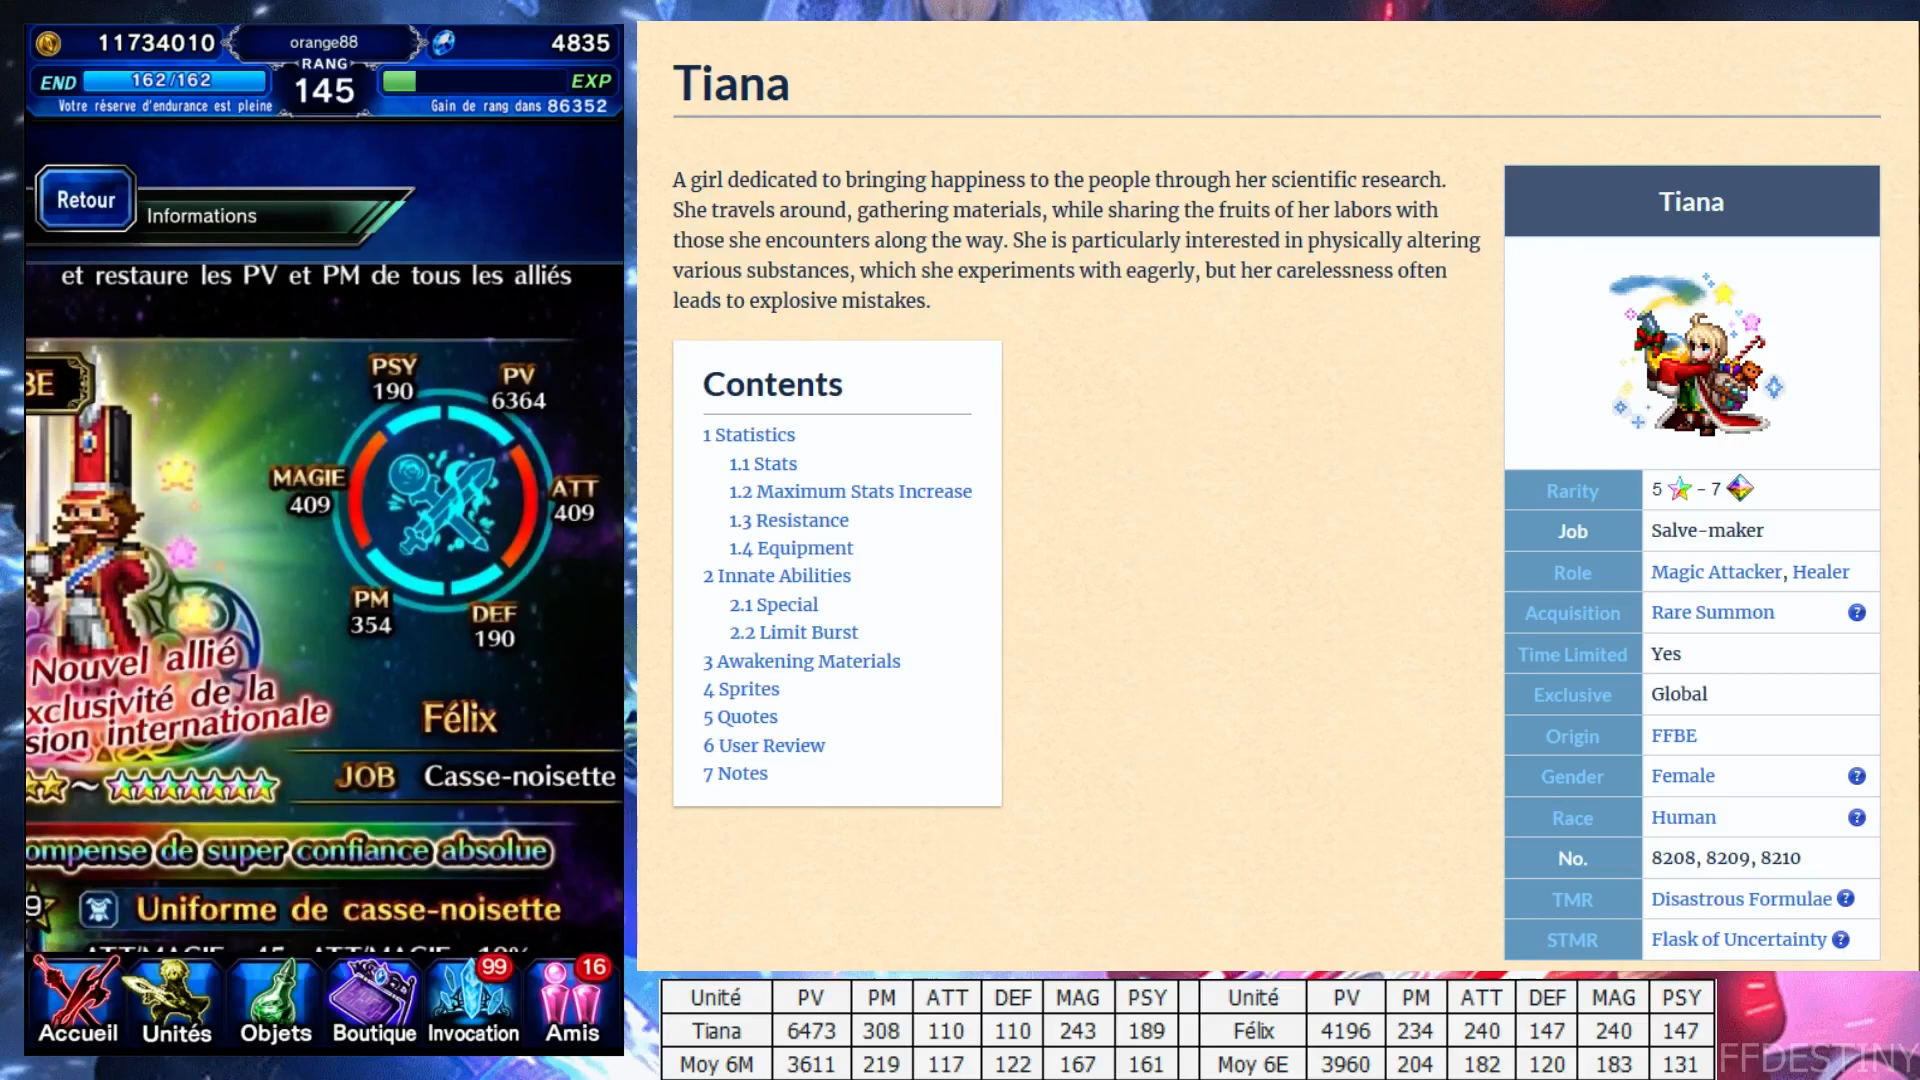 11734010
orange88
4835
END
162/162
RANG
145
EXP
Votre réserve d'endurance est pleine
Gain de rang dans 86352
Retour
Informations
et restaure les PV et PM de tous les alliés
BE
PSY
190
PV
6364
MAGIE
409
ATT
409
PM
354
DEF
190
Nouvel allié
xclusivité de la
sion internationale
Félix
JOB Casse-noisette
ompense de super confiance absolue
9
Uniforme de casse-noisette
99
16
Accueil
Unités
Objets
Boutique
Invocation
Amis
Tiana
A girl dedicated to bringing happiness to the people through her scientific research.
She travels around, gathering materials, while sharing the fruits of her labors with
those she encounters along the way. She is particularly interested in physically altering
various substances, which she experiments with eagerly, but her carelessness often
leads to explosive mistakes.
Contents
1 Statistics
1.1 Stats
1.2 Maximum Stats Increase
1.3 Resistance
1.4 Equipment
2 Innate Abilities
2.1 Special
2.2 Limit Burst
3 Awakening Materials
4 Sprites
5 Quotes
6 User Review
7 Notes
Tiana
Rarity 5 – 7
Job Salve-maker
Role Magic Attacker, Healer
Acquisition Rare Summon ?
Time Limited Yes
Exclusive Global
Origin FFBE
Gender Female ?
Race Human ?
No. 8208, 8209, 8210
TMR Disastrous Formulae ?
STMR Flask of Uncertainty ?
Unité PV PM ATT DEF MAG PSY Unité PV PM ATT DEF MAG PSY
Tiana 6473 308 110 110 243 189 Félix 4196 234 240 147 240 147
Moy 6M 3611 219 117 122 167 161 Moy 6E 3960 204 182 120 183 131
FFDESTINY